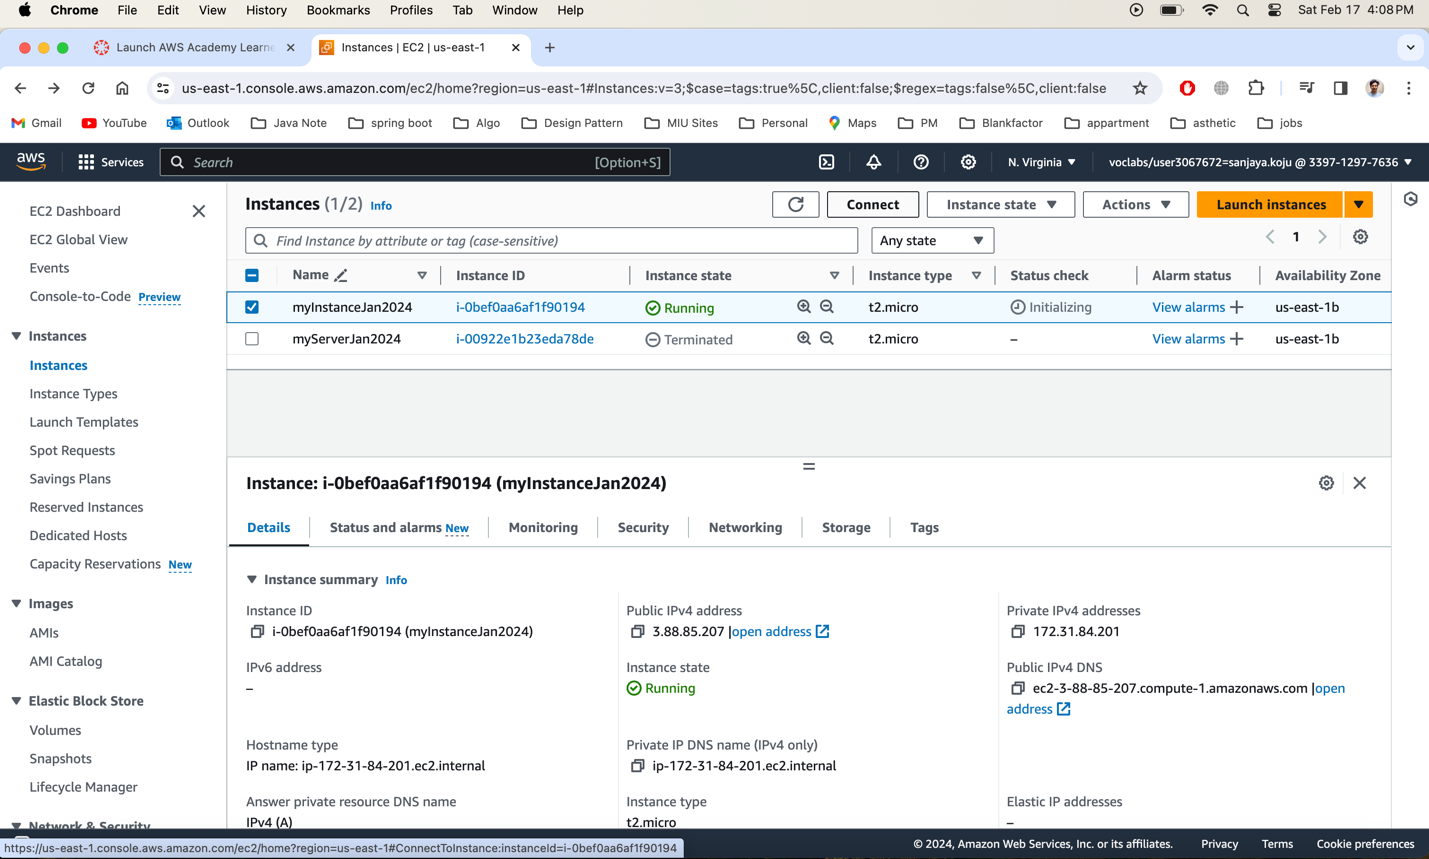 Chrome File Edit View History Bookmarks Profiles Tab Window Help Sat Feb 17 4:08 PM
Launch AWS Academy Learne Instances | EC2 | us-east-1
us-east-1.console.aws.amazon.com/ec2/home?region=us-east-1#Instances:v=3;$case=tags:true%5C,client:false;$regex=tags:false%5C,client:false
Gmail YouTube Outlook Java Note spring boot Algo Design Pattern MIU Sites Personal Maps PM Blankfactor appartment asthetic jobs
aws Services Search [Option+S] N. Virginia voclabs/user3067672=sanjaya.koju @ 3397-1297-7636
EC2 Dashboard
EC2 Global View
Events
Console-to-Code Preview
Instances
Instances
Instance Types
Launch Templates
Spot Requests
Savings Plans
Reserved Instances
Dedicated Hosts
Capacity Reservations New
Images
AMIs
AMI Catalog
Elastic Block Store
Volumes
Snapshots
Lifecycle Manager
Network & Security
Instances (1/2) Info Connect Instance state Actions Launch instances
Find Instance by attribute or tag (case-sensitive) Any state 1
Name Instance ID Instance state Instance type Status check Alarm status Availability Zone
myInstanceJan2024 i-0bef0aa6af1f90194 Running t2.micro Initializing View alarms us-east-1b
myServerJan2024 i-00922e1b23eda78de Terminated t2.micro – View alarms us-east-1b
Instance: i-0bef0aa6af1f90194 (myInstanceJan2024)
Details Status and alarms New Monitoring Security Networking Storage Tags
Instance summary Info
Instance ID
i-0bef0aa6af1f90194 (myInstanceJan2024)
Public IPv4 address
3.88.85.207 |open address
Private IPv4 addresses
172.31.84.201
IPv6 address
–
Instance state
Running
Public IPv4 DNS
ec2-3-88-85-207.compute-1.amazonaws.com |open
address
Hostname type
IP name: ip-172-31-84-201.ec2.internal
Private IP DNS name (IPv4 only)
ip-172-31-84-201.ec2.internal
Answer private resource DNS name
IPv4 (A)
Instance type
t2.micro
Elastic IP addresses
–
https://us-east-1.console.aws.amazon.com/ec2/home?region=us-east-1#ConnectToInstance:instanceId=i-0bef0aa6af1f90194
© 2024, Amazon Web Services, Inc. or its affiliates. Privacy Terms Cookie preferences